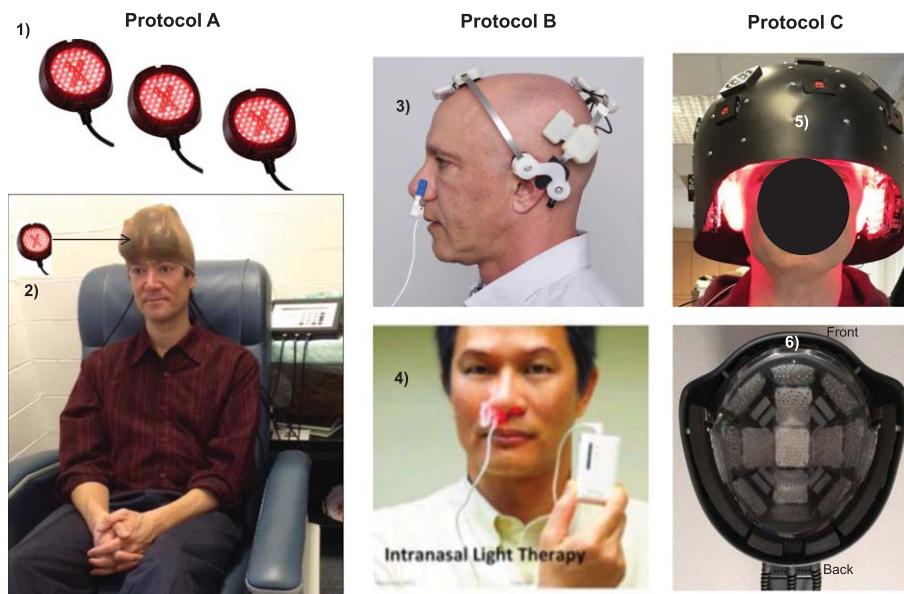 Protocol A
Protocol B
Protocol C
1)
2)
3)
4)
Intranasal Light Therapy
5)
6)
Front
Back